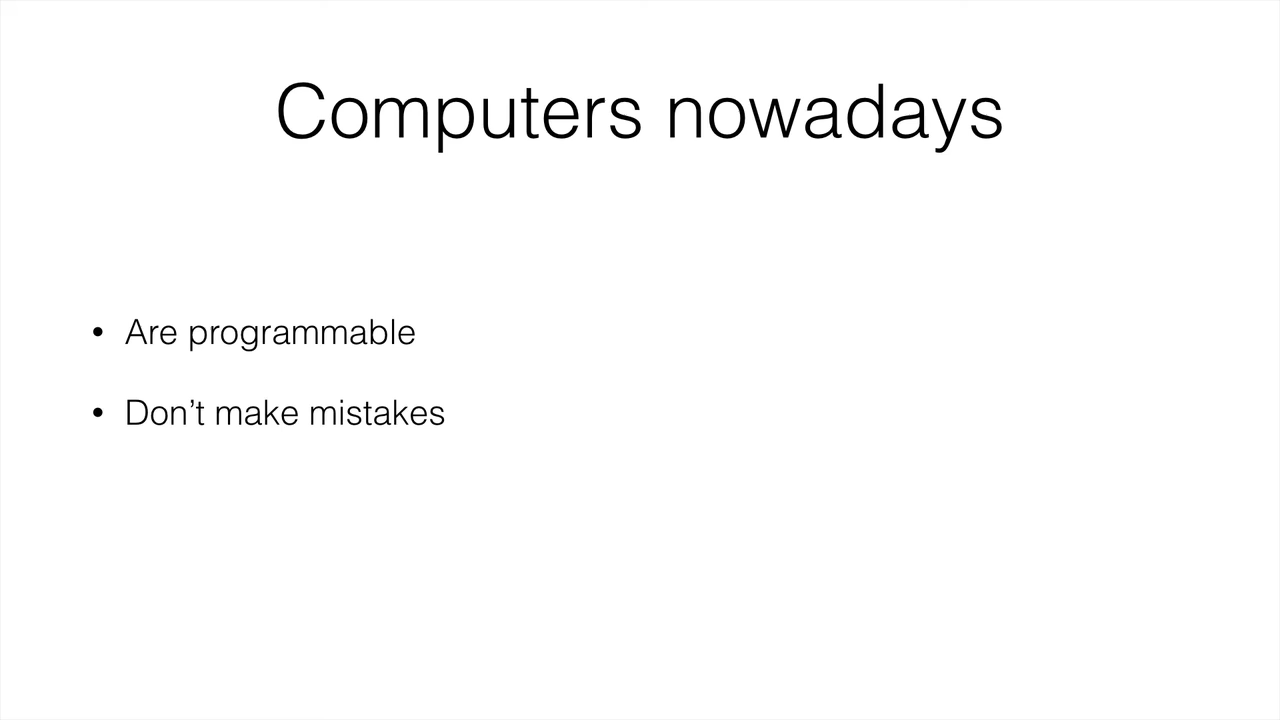 Computers nowadays
• Are programmable
• Don’t make mistakes